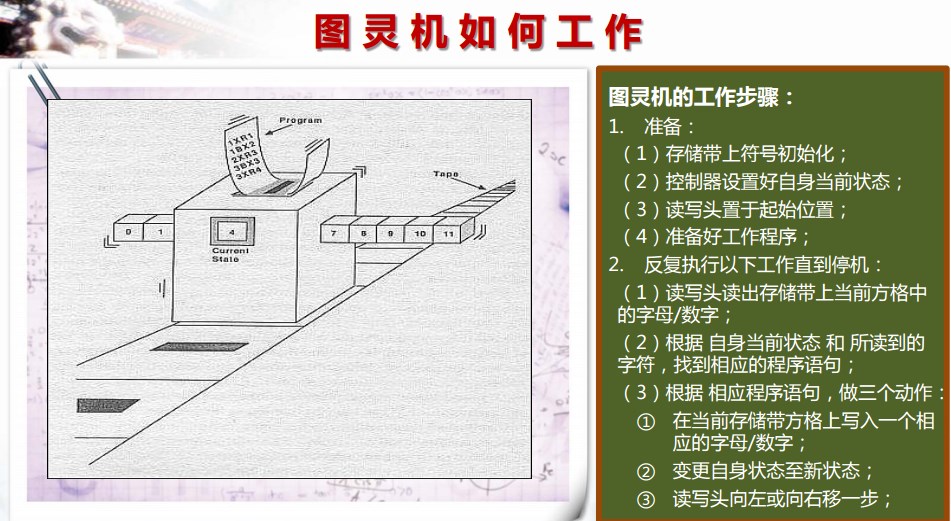 图灵机如何工作
Program
1XR1
1BX2
2XR3
3BX3
3XR4
Tape
0 1 4 7 8 9 10 11
Current
State
图灵机的工作步骤：
1. 准备：
（1）存储带上符号初始化；
（2）控制器设置好自身当前状态；
（3）读写头置于起始位置；
（4）准备好工作程序；
2. 反复执行以下工作直到停机：
（1）读写头读出存储带上当前方格中
的字母/数字；
（2）根据 自身当前状态 和 所读到的
字符，找到相应的程序语句；
（3）根据 相应程序语句，做三个动作：
① 在当前存储带方格上写入一个相
应的字母/数字；
② 变更自身状态至新状态；
③ 读写头向左或向右移一步；